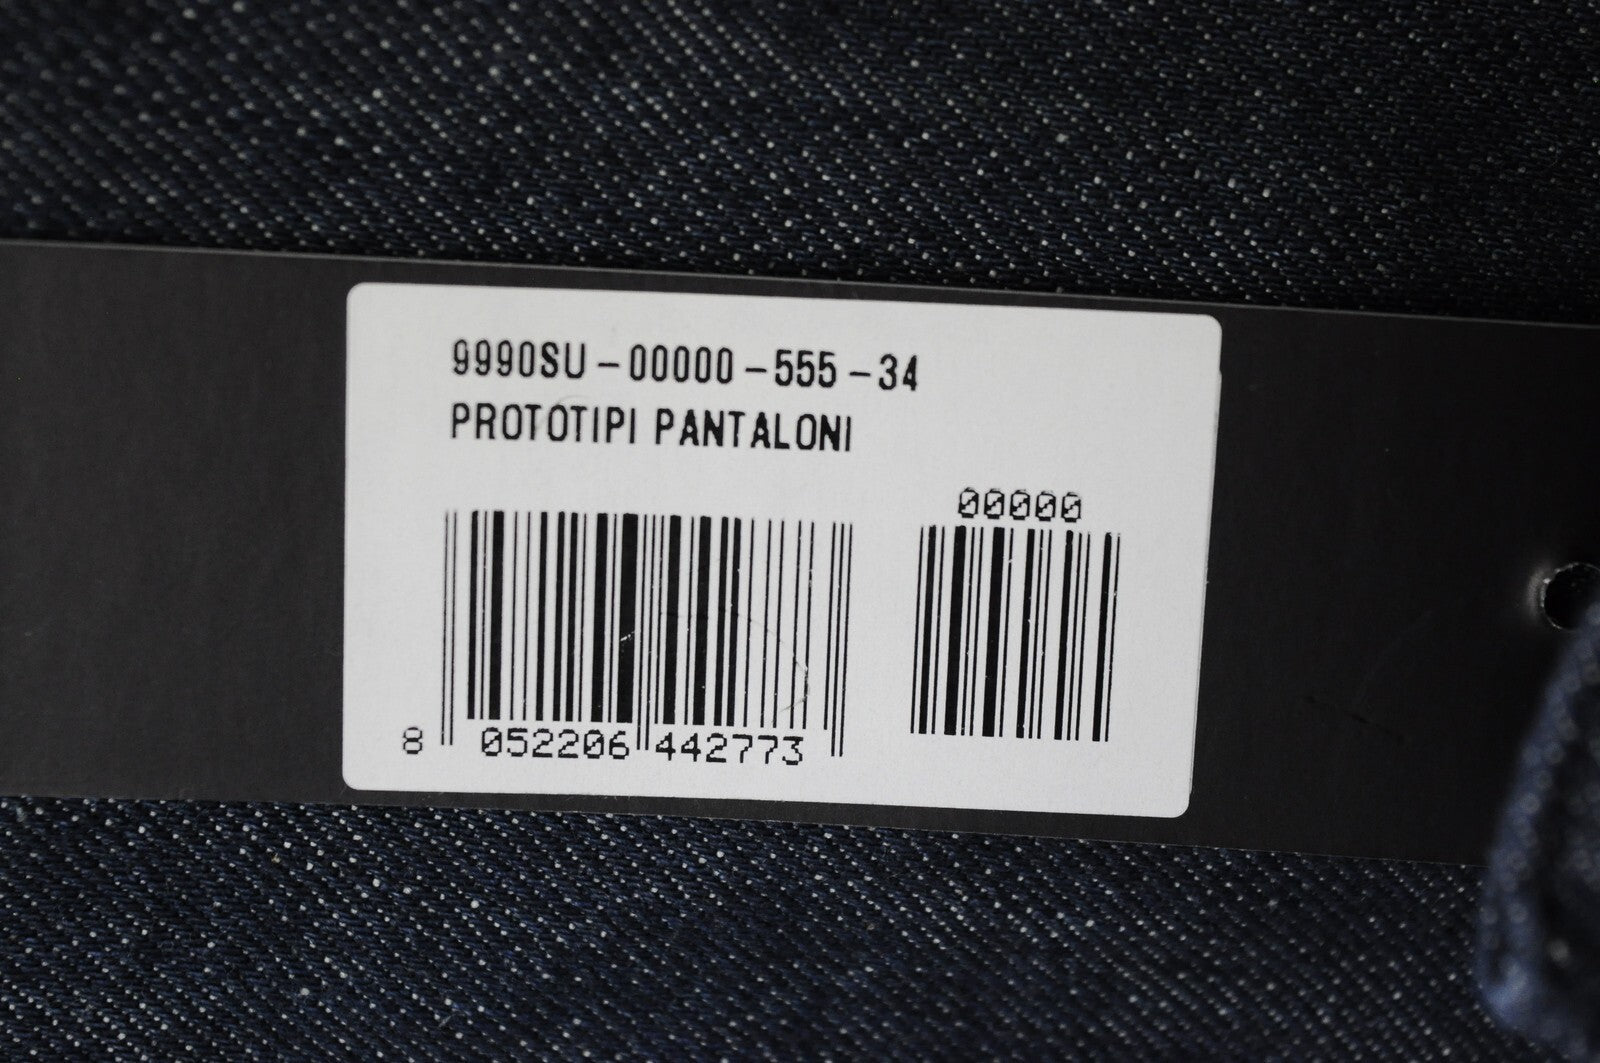 9990SU-00000-555-34
PROTOTIPI PANTALONI
00000
8 052206 442773